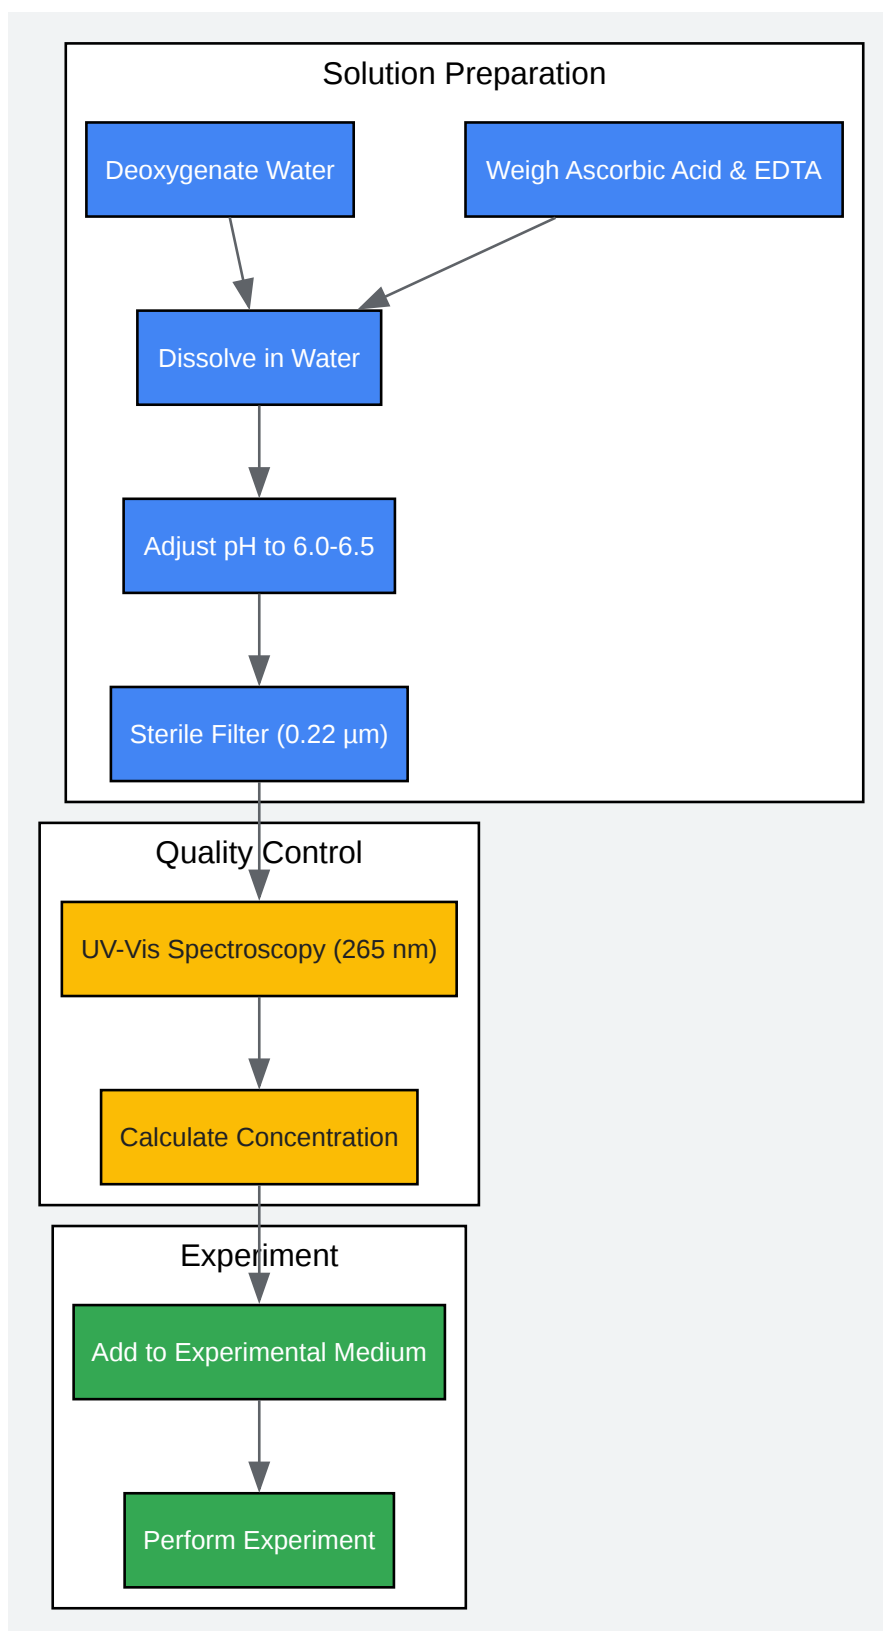 Solution Preparation
Deoxygenate Water
Weigh Ascorbic Acid & EDTA
Dissolve in Water
Adjust pH to 6.0-6.5
Sterile Filter (0.22 µm)
Quality Control
UV-Vis Spectroscopy (265 nm)
Calculate Concentration
Experiment
Add to Experimental Medium
Perform Experiment